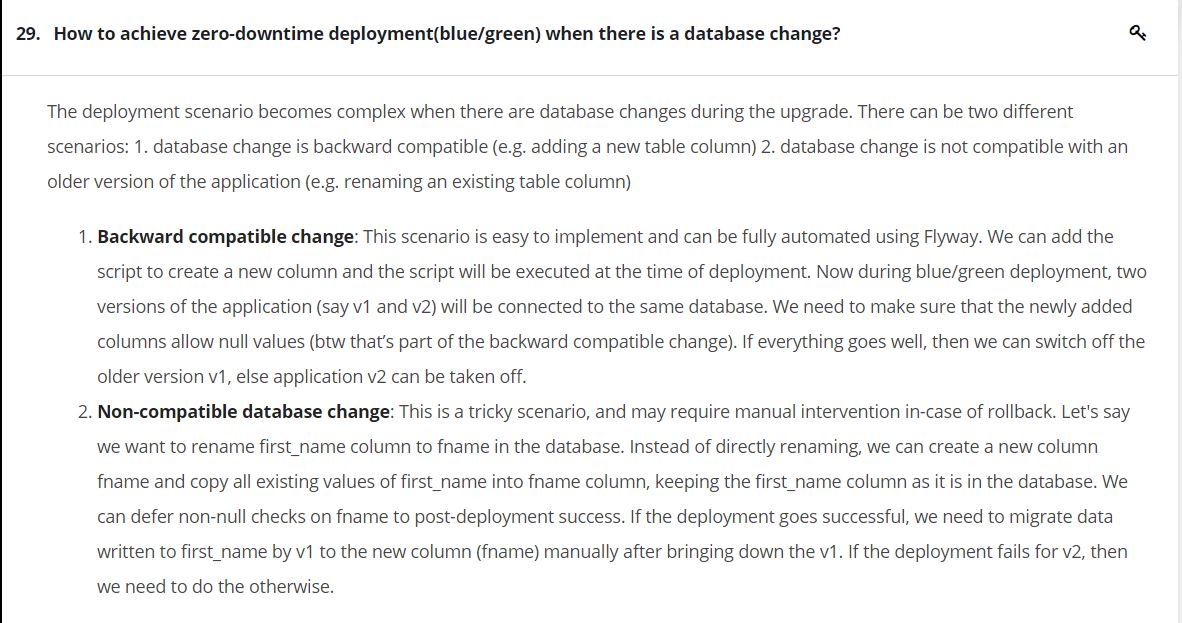 29. How to achieve zero-downtime deployment(blue/green) when there is a database change?
The deployment scenario becomes complex when there are database changes during the upgrade. There can be two different
scenarios: 1. database change is backward compatible (e.g. adding a new table column) 2. database change is not compatible with an
older version of the application (e.g. renaming an existing table column)
1. Backward compatible change: This scenario is easy to implement and can be fully automated using Flyway. We can add the
script to create a new column and the script will be executed at the time of deployment. Now during blue/green deployment, two
versions of the application (say v1 and v2) will be connected to the same database. We need to make sure that the newly added
columns allow null values (btw that's part of the backward compatible change). If everything goes well, then we can switch off the
older version v1, else application v2 can be taken off.
2. Non-compatible database change: This is a tricky scenario, and may require manual intervention in-case of rollback. Let's say
we want to rename first_name column to fname in the database. Instead of directly renaming, we can create a new column
fname and copy all existing values of first_name into fname column, keeping the first_name column as it is in the database. We
can defer non-null checks on fname to post-deployment success. If the deployment goes successful, we need to migrate data
written to first_name by v1 to the new column (fname) manually after bringing down the v1. If the deployment fails for v2, then
we need to do the otherwise.